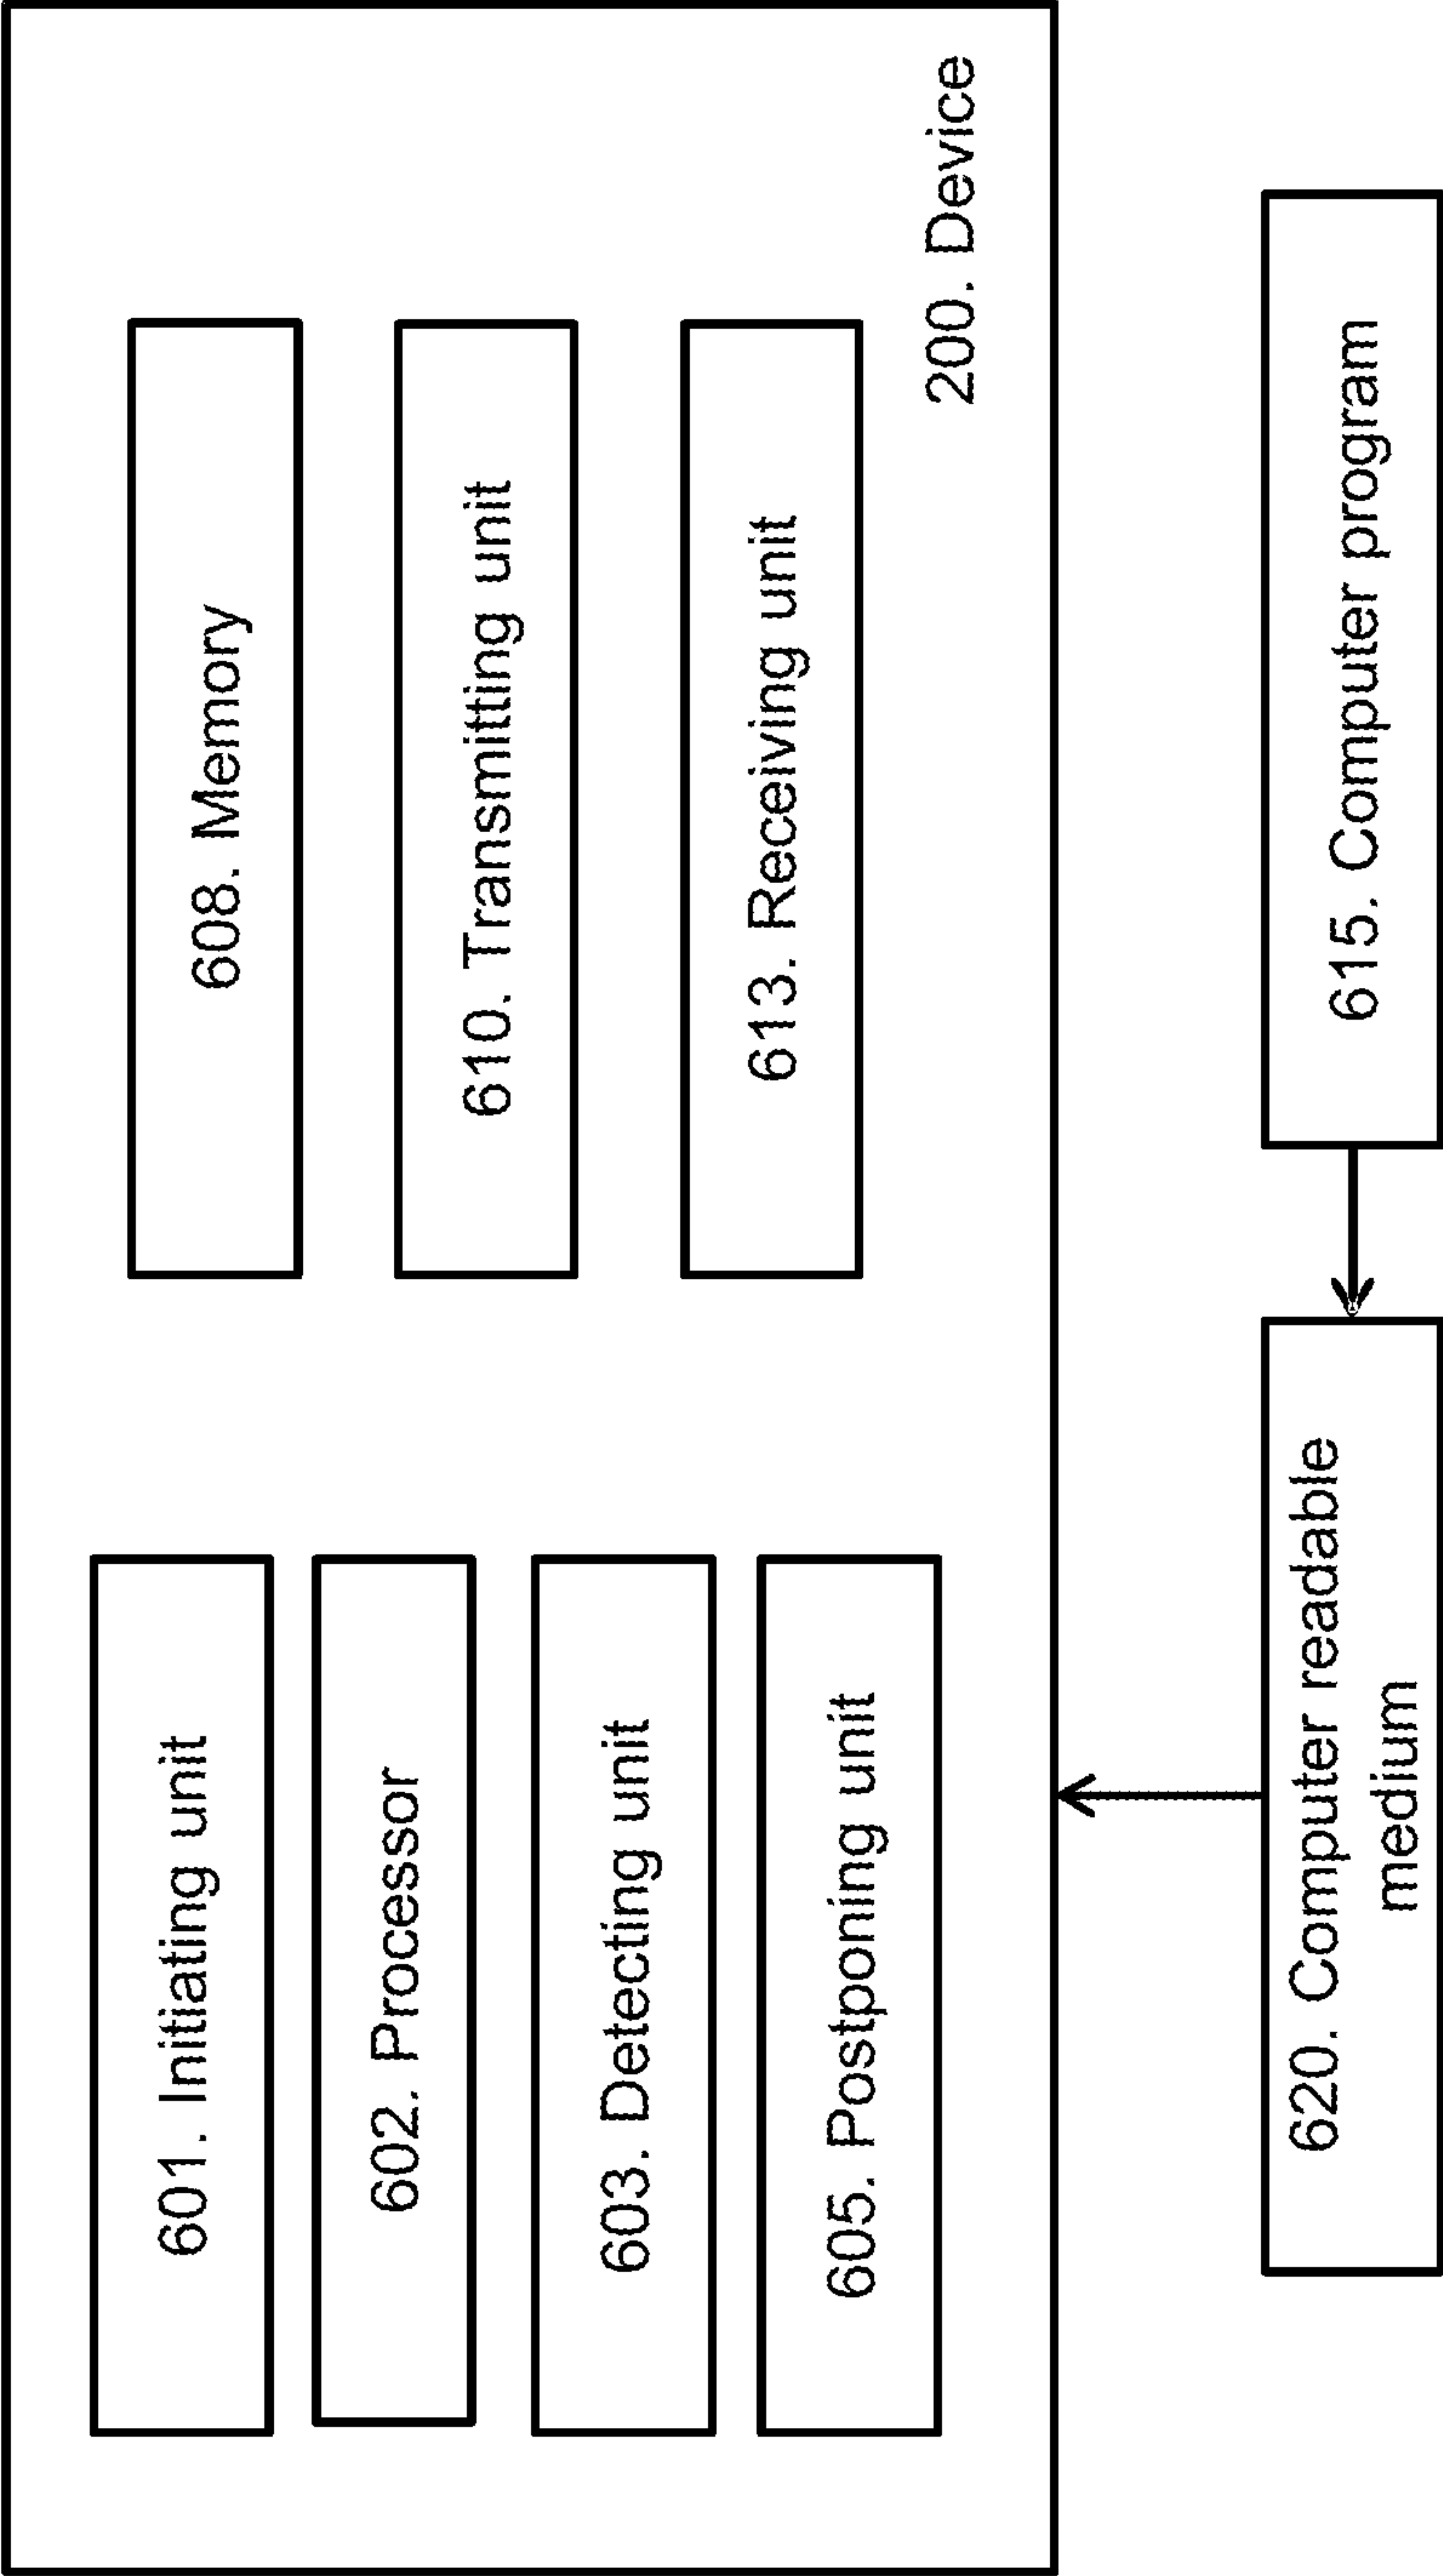 601. Initiating unit
602. Processor
603. Detecting unit
605. Postponing unit
608. Memory
610. Transmitting unit
613. Receiving unit
200. Device
620. Computer readable
medium
615. Computer program